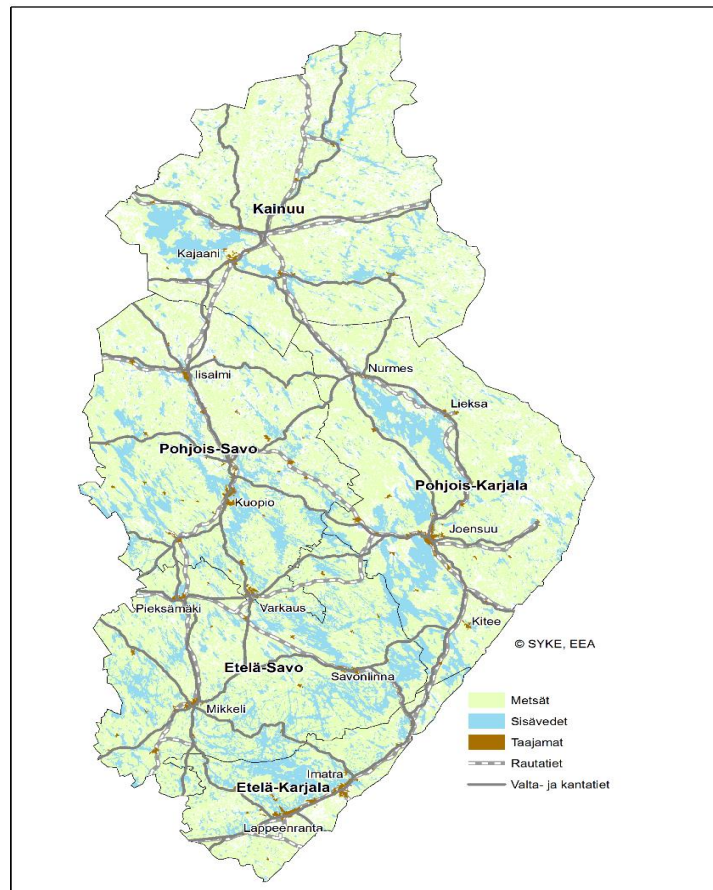 Kainuu
Kajaani
Iisalmi
Nurmes
Lieksa
Pohjois-Savo
Pohjois-Karjala
Kuopio
Joensuu
Pieksämäki
Varkaus
Kitee
© SYKE, EEA
Etelä-Savo
Savonlinna
Mikkeli
Imatra
Etelä-Karjala
Lappeenranta
Metsät
Sisävedet
Taajamat
Rautatiet
Valta- ja kantatiet